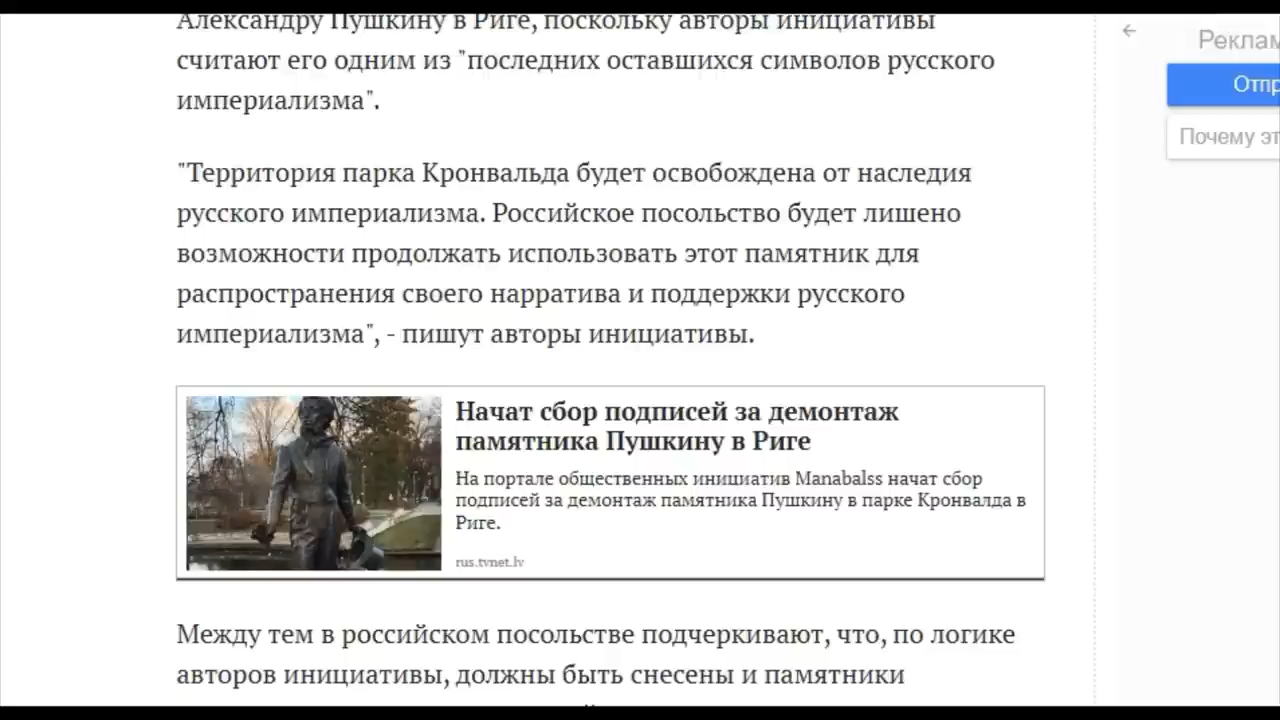 Александру Пушкину в Риге, поскольку авторы инициативы
считают его одним из "последних оставшихся символов русского
империализма".
"Территория парка Кронвальда будет освобождена от наследия
русского империализма. Российское посольство будет лишено
возможности продолжать использовать этот памятник для
распространения своего нарратива и поддержки русского
империализма", - пишут авторы инициативы.
Начат сбор подписей за демонтаж
памятника Пушкину в Риге
На портале общественных инициатив Manabalss начат сбор
подписей за демонтаж памятника Пушкину в парке Кронвалда в
Риге.
rus.tvnet.lv
Между тем в российском посольстве подчеркивают, что, по логике
авторов инициативы, должны быть снесены и памятники
Реклам
Отпр
Почему эт